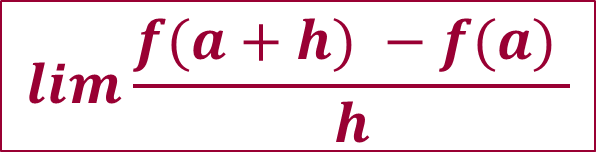 lim f(a + h) − f(a) / h